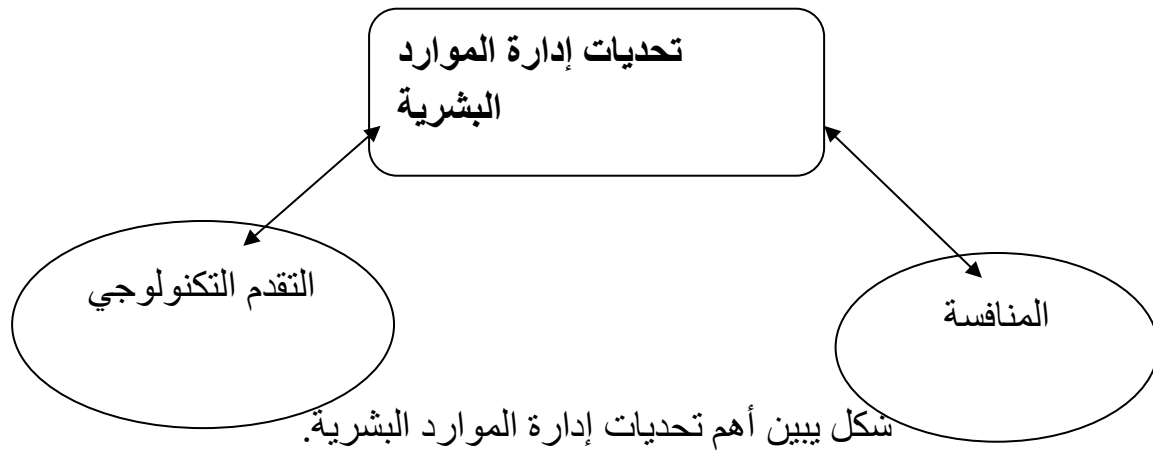 تحديات إدارة الموارد
البشرية
المنافسة
التقدم التكنولوجي
شكل يبين أهم تحديات إدارة الموارد البشرية.